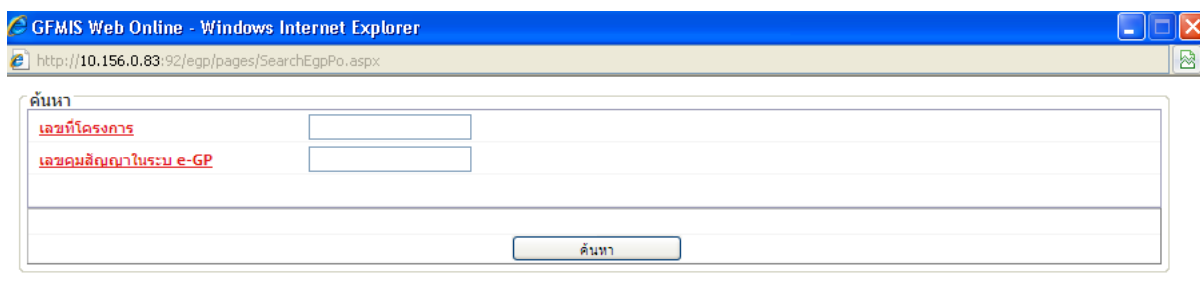 GFMIS Web Online - Windows Internet Explorer
http://10.156.0.83:92/egp/pages/SearchEgpPo.aspx
ค้นหา
เลขที่โครงการ
เลขคุมสัญญาในระบ e-GP
ค้นหา